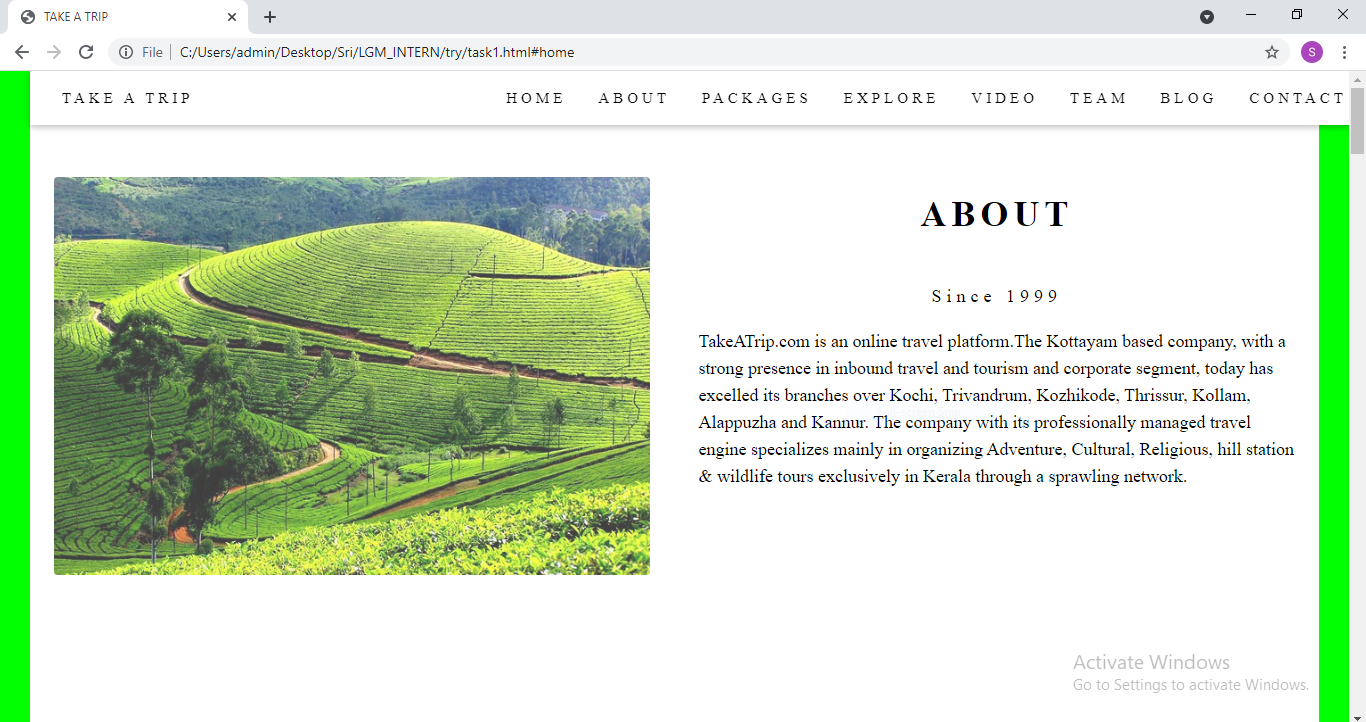 TAKE A TRIP
File
C:/Users/admin/Desktop/Sri/LGM_INTERN/try/task1.html#home
S
TAKE A TRIP HOME ABOUT PACKAGES EXPLORE VIDEO TEAM BLOG CONTACT
ABOUT
Since 1999
TakeATrip.com is an online travel platform.The Kottayam based company, with a
strong presence in inbound travel and tourism and corporate segment, today has
excelled its branches over Kochi, Trivandrum, Kozhikode, Thrissur, Kollam,
Alappuzha and Kannur. The company with its professionally managed travel
engine specializes mainly in organizing Adventure, Cultural, Religious, hill station
& wildlife tours exclusively in Kerala through a sprawling network.
Activate Windows
Go to Settings to activate Windows.